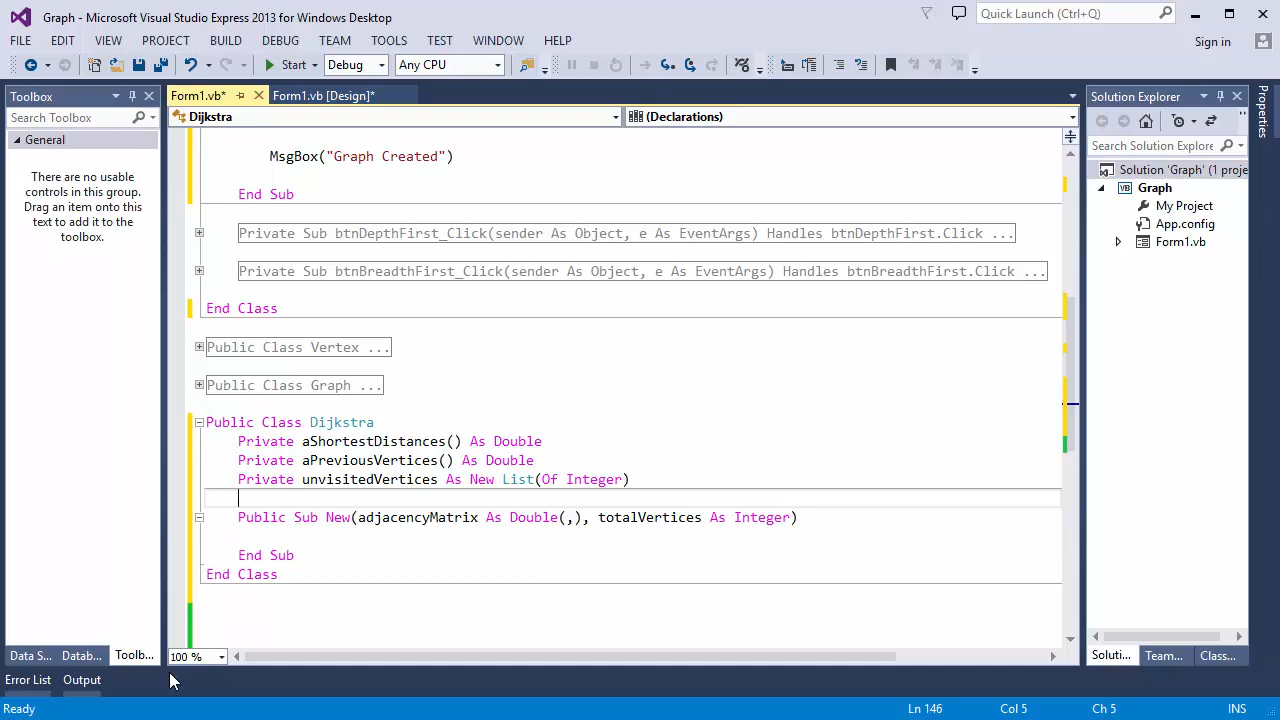 Graph - Microsoft Visual Studio Express 2013 for Windows Desktop
Quick Launch (Ctrl+Q)
FILE EDIT VIEW PROJECT BUILD DEBUG TEAM TOOLS TEST WINDOW HELP
Sign in
Start Debug Any CPU
Toolbox
Form1.vb* Form1.vb [Design]*
Solution Explorer
Properties
Search Toolbox
Dijkstra
(Declarations)
Search Solution Explore
General
There are no usable
controls in this group.
Drag an item onto this
text to add it to the
toolbox.
Solution 'Graph' (1 proje
Graph
My Project
App.config
Form1.vb
MsgBox("Graph Created")
End Sub
Private Sub btnDepthFirst_Click(sender As Object, e As EventArgs) Handles btnDepthFirst.Click ...
Private Sub btnBreadthFirst_Click(sender As Object, e As EventArgs) Handles btnBreadthFirst.Click ...
End Class
Public Class Vertex ...
Public Class Graph ...
Public Class Dijkstra
Private aShortestDistances() As Double
Private aPreviousVertices() As Double
Private unvisitedVertices As New List(Of Integer)
Public Sub New(adjacencyMatrix As Double(,), totalVertices As Integer)
End Sub
End Class
Data S... Datab... Toolb...
100 %
Soluti... Team... Class...
Error List Output
Ready
Ln 146 Col 5 Ch 5 INS